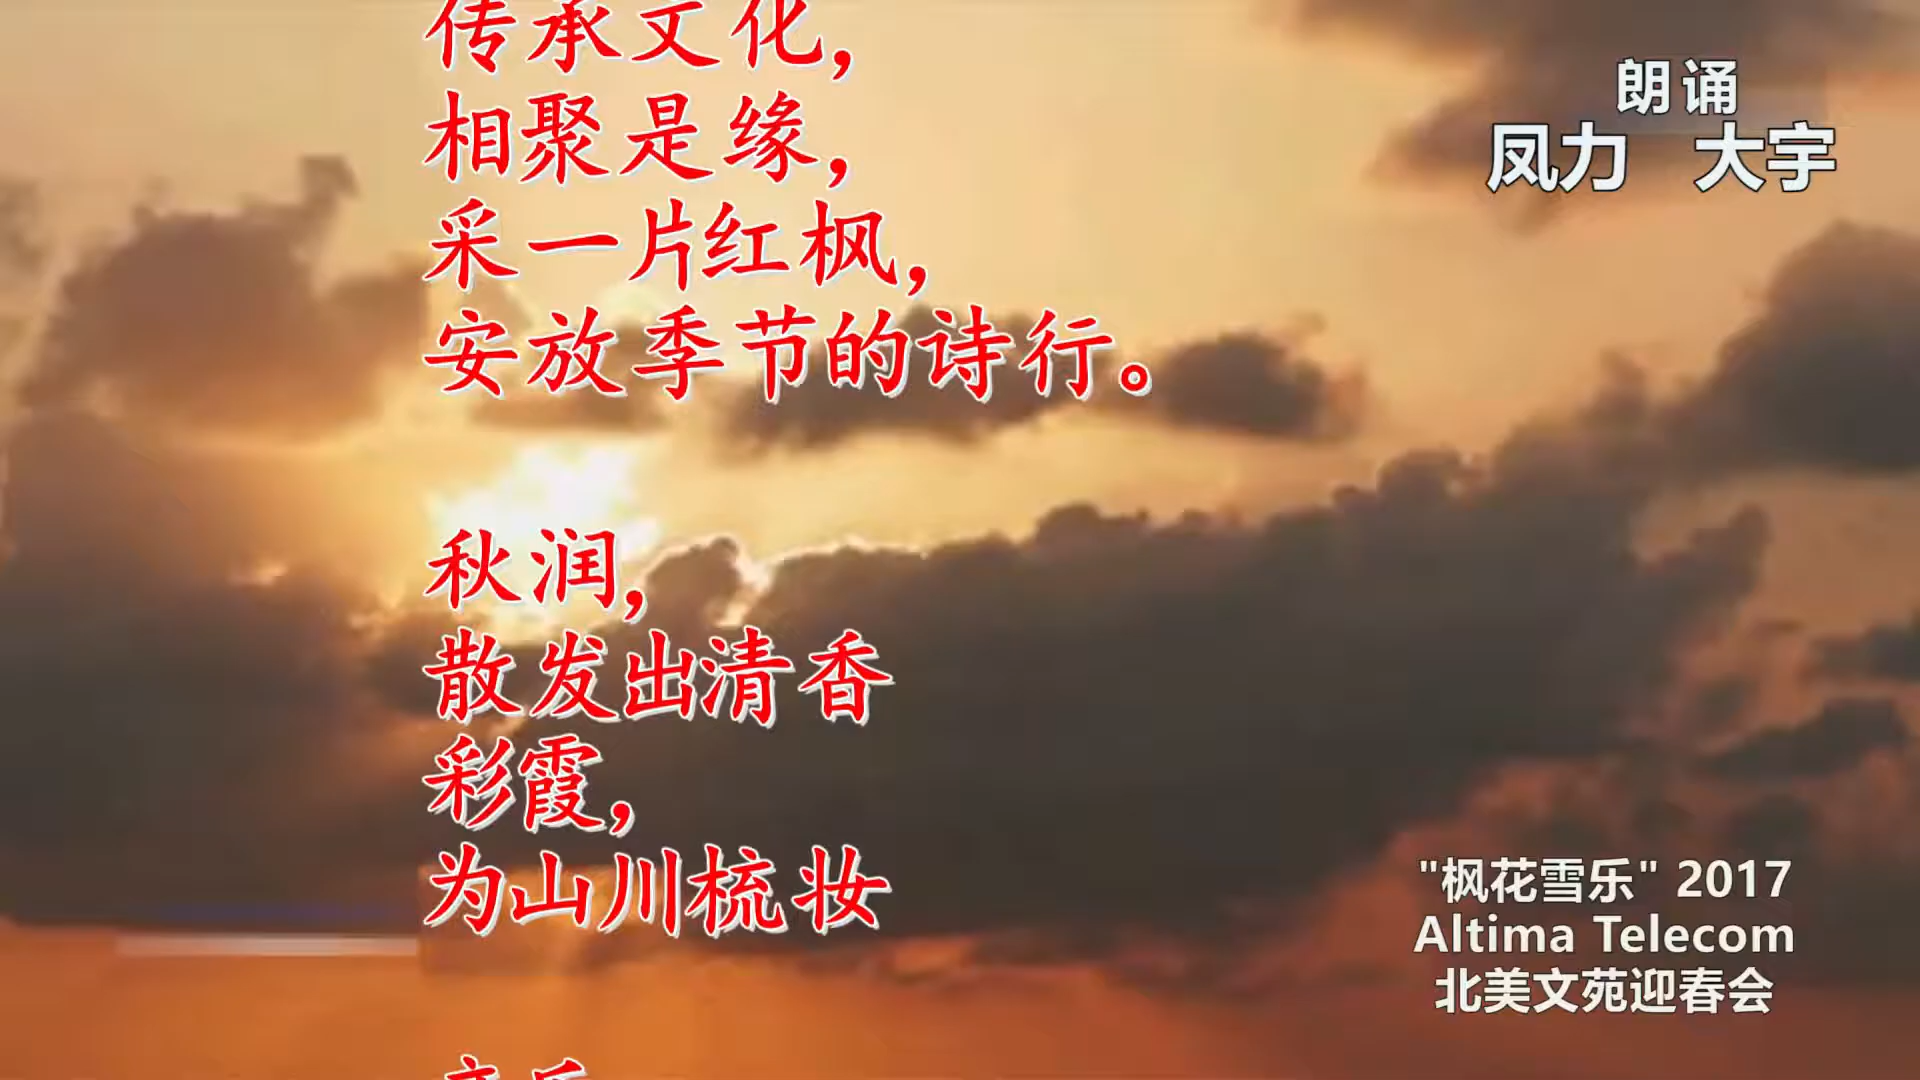 传承文化，
相聚是缘，
采一片红枫，
安放季节的诗行。
秋润，
散发出清香
彩霞，
为山川梳妆
朗诵
凤力 大宇
"枫花雪乐" 2017
Altima Telecom
北美文苑迎春会